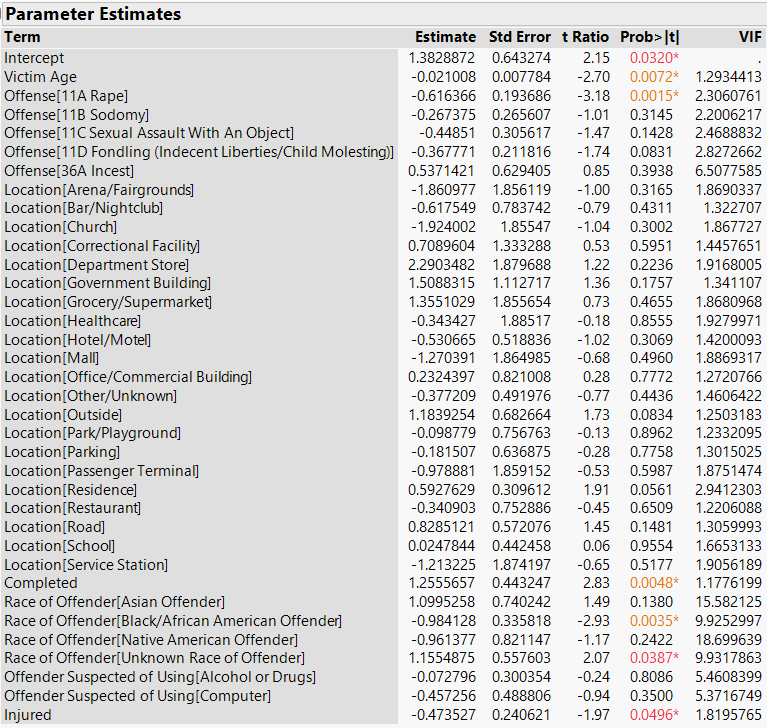 Parameter Estimates
Term Estimate Std Error t Ratio Prob>|t| VIF
Intercept 1.3828872 0.643274 2.15 0.0320* .
Victim Age -0.021008 0.007784 -2.70 0.0072* 1.2934413
Offense[11A Rape] -0.616366 0.193686 -3.18 0.0015* 2.3060761
Offense[11B Sodomy] -0.267375 0.265607 -1.01 0.3145 2.2006217
Offense[11C Sexual Assault With An Object] -0.44851 0.305617 -1.47 0.1428 2.4688832
Offense[11D Fondling (Indecent Liberties/Child Molesting)] -0.367771 0.211816 -1.74 0.0831 2.8272662
Offense[36A Incest] 0.5371421 0.629405 0.85 0.3938 6.5077585
Location[Arena/Fairgrounds] -1.860977 1.856119 -1.00 0.3165 1.8690337
Location[Bar/Nightclub] -0.617549 0.783742 -0.79 0.4311 1.322707
Location[Church] -1.924002 1.85547 -1.04 0.3002 1.867727
Location[Correctional Facility] 0.7089604 1.333288 0.53 0.5951 1.4457651
Location[Department Store] 2.2903482 1.879688 1.22 0.2236 1.9168005
Location[Government Building] 1.5088315 1.112717 1.36 0.1757 1.341107
Location[Grocery/Supermarket] 1.3551029 1.855654 0.73 0.4655 1.8680968
Location[Healthcare] -0.343427 1.88517 -0.18 0.8555 1.9279971
Location[Hotel/Motel] -0.530665 0.518836 -1.02 0.3069 1.4200093
Location[Mall] -1.270391 1.864985 -0.68 0.4960 1.8869317
Location[Office/Commercial Building] 0.2324397 0.821008 0.28 0.7772 1.2720766
Location[Other/Unknown] -0.377209 0.491976 -0.77 0.4436 1.4606422
Location[Outside] 1.1839254 0.682664 1.73 0.0834 1.2503183
Location[Park/Playground] -0.098779 0.756763 -0.13 0.8962 1.2332095
Location[Parking] -0.181507 0.636875 -0.28 0.7758 1.3015025
Location[Passenger Terminal] -0.978881 1.859152 -0.53 0.5987 1.8751474
Location[Residence] 0.5927629 0.309612 1.91 0.0561 2.9412303
Location[Restaurant] -0.340903 0.752886 -0.45 0.6509 1.2206088
Location[Road] 0.8285121 0.572076 1.45 0.1481 1.3059993
Location[School] 0.0247844 0.442458 0.06 0.9554 1.6653133
Location[Service Station] -1.213225 1.874197 -0.65 0.5177 1.9056189
Completed 1.2555657 0.443247 2.83 0.0048* 1.1776199
Race of Offender[Asian Offender] 1.0995258 0.740242 1.49 0.1380 15.582125
Race of Offender[Black/African American Offender] -0.984128 0.335818 -2.93 0.0035* 9.9252997
Race of Offender[Native American Offender] -0.961377 0.821147 -1.17 0.2422 18.699639
Race of Offender[Unknown Race of Offender] 1.1554875 0.557603 2.07 0.0387* 9.9317863
Offender Suspected of Using[Alcohol or Drugs] -0.072796 0.300354 -0.24 0.8086 5.4608399
Offender Suspected of Using[Computer] -0.457256 0.488806 -0.94 0.3500 5.3716749
Injured -0.473527 0.240621 -1.97 0.0496* 1.8195765